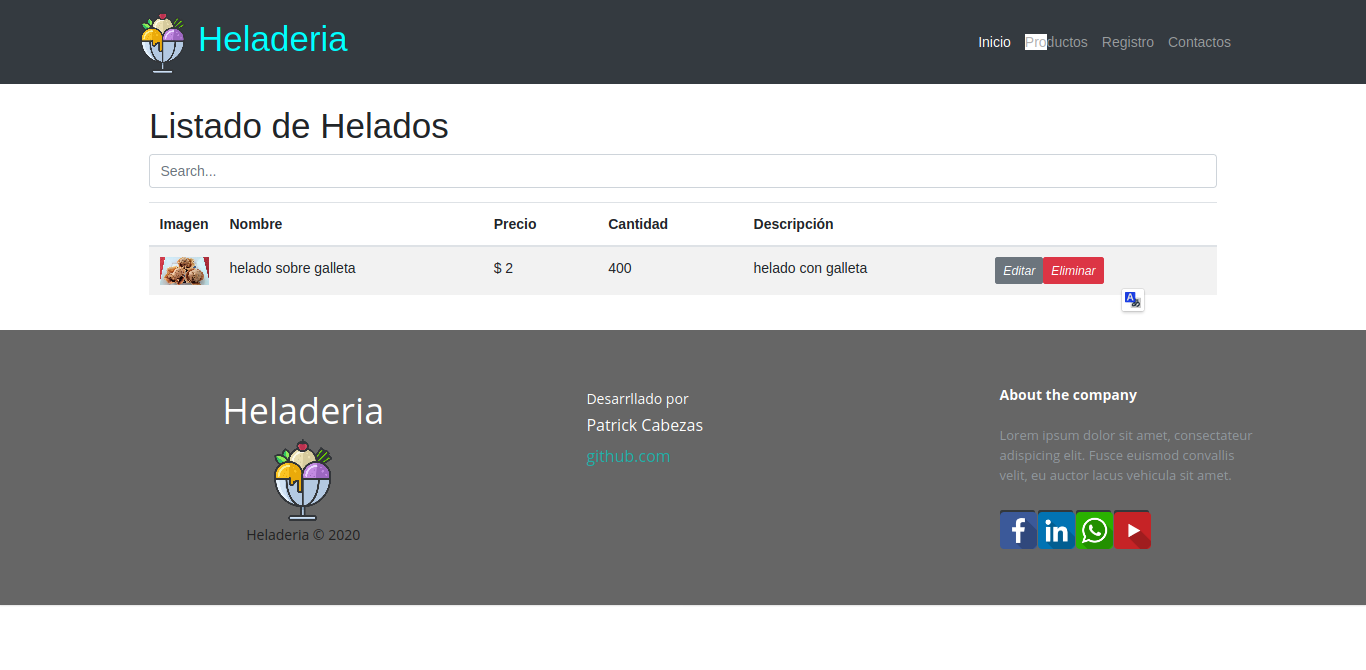 Heladeria
Inicio Productos Registro Contactos
Listado de Helados
Search...
Imagen Nombre Precio Cantidad Descripción
helado sobre galleta $ 2 400 helado con galleta Editar Eliminar
A
Heladeria
Heladeria © 2020
Desarrllado por
Patrick Cabezas
github.com
About the company
Lorem ipsum dolor sit amet, consectateur
adispicing elit. Fusce euismod convallis
velit, eu auctor lacus vehicula sit amet.
f in